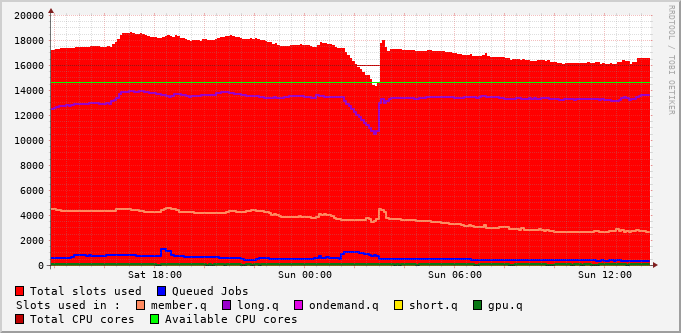 20000
18000
16000
14000
12000
10000
8000
6000
4000
2000
0
Sat 18:00 Sun 00:00 Sun 06:00 Sun 12:00
Total slots used Queued Jobs
Slots used in : member.q long.q ondemand.q short.q gpu.q
Total CPU cores Available CPU cores
RRDTOOL / TOBI OETIKER